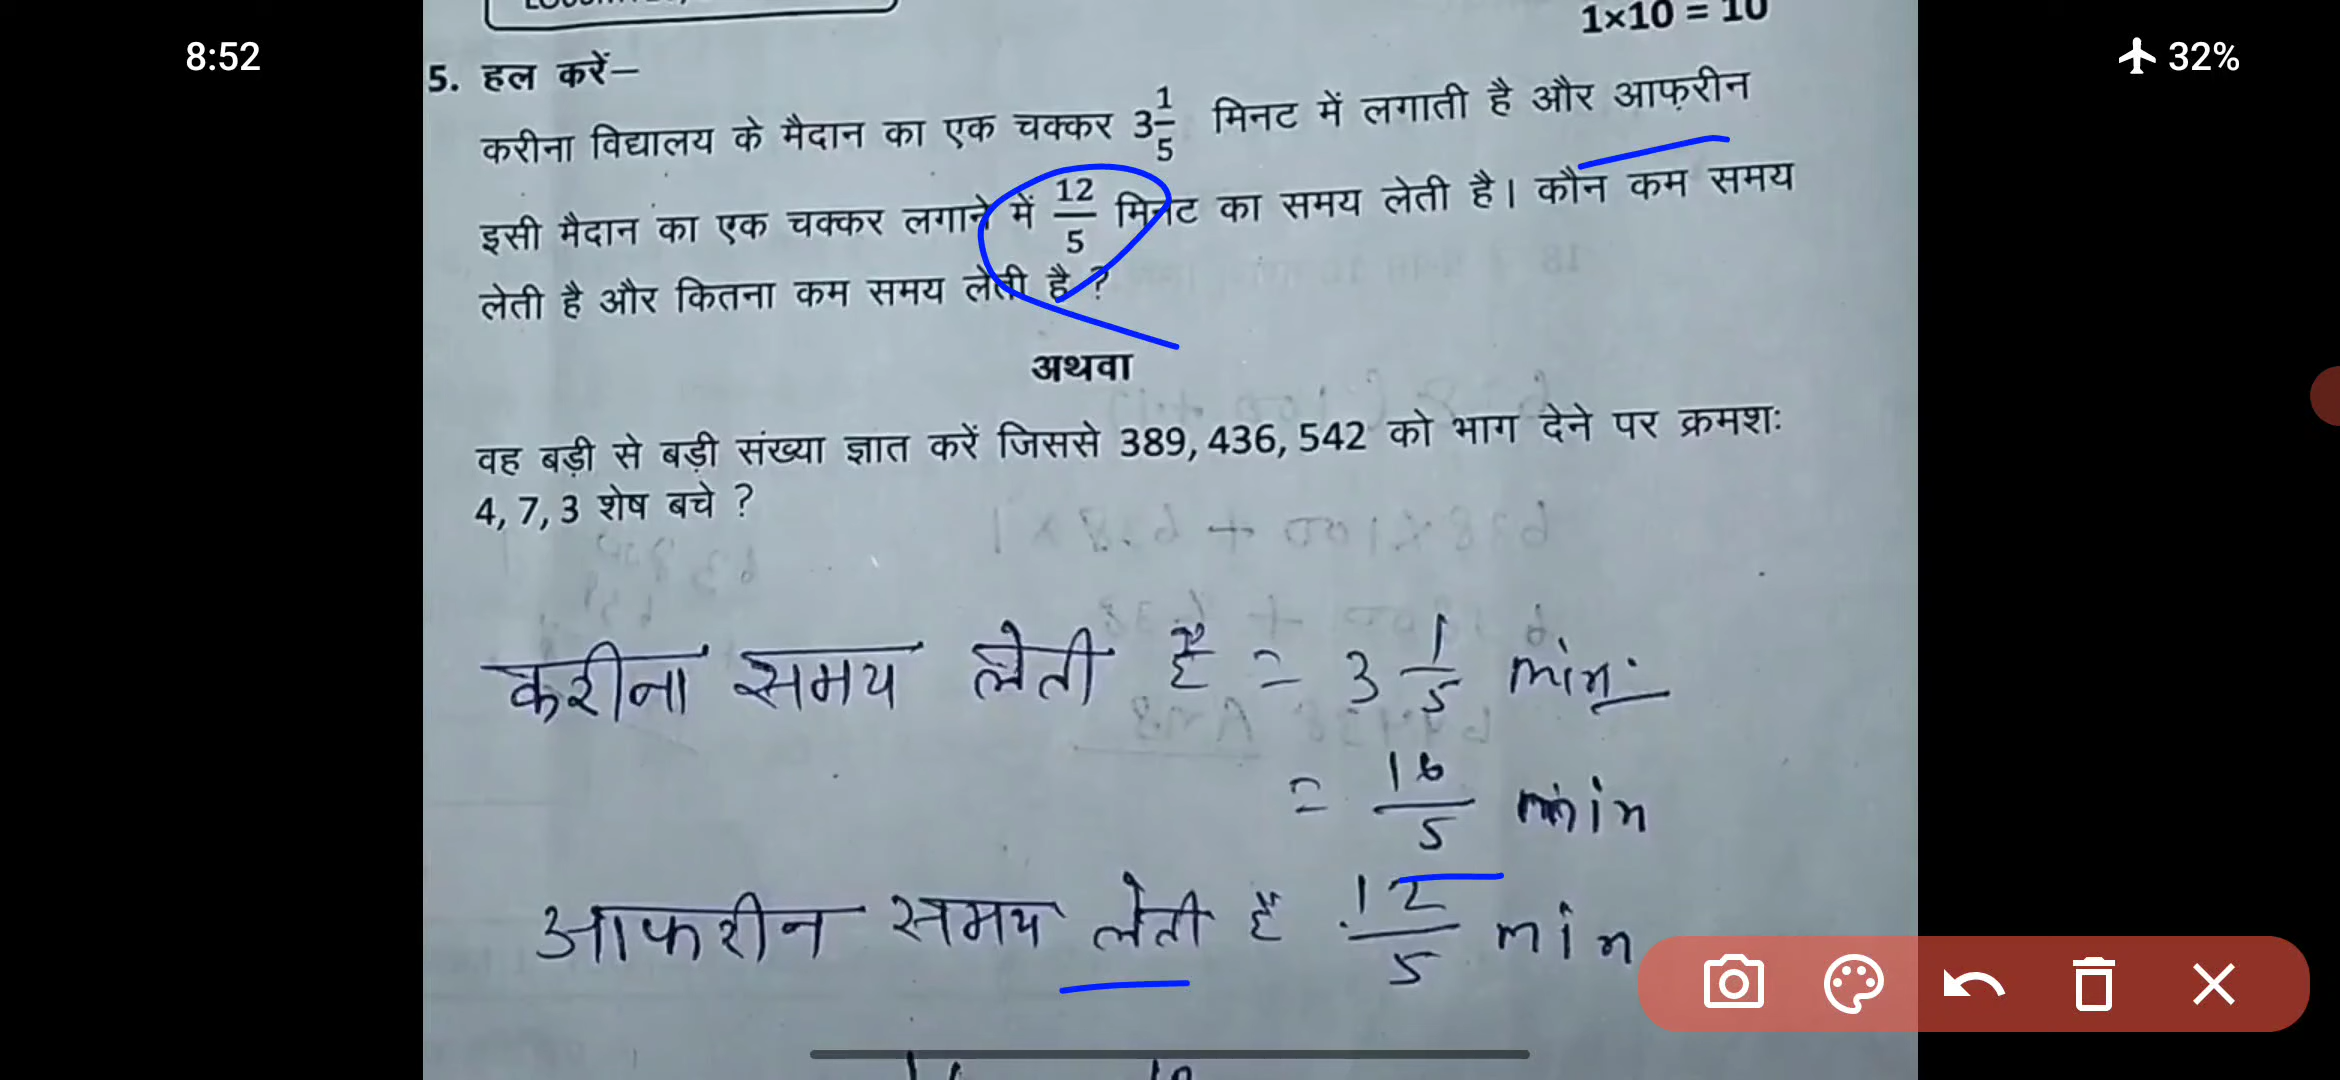 8:52
32%
1×10 = 10
5. हल करें—
करीना विद्यालय के मैदान का एक चक्कर 3 1/5 मिनट में लगाती है और आफ़रीन
इसी मैदान का एक चक्कर लगाने में 12/5 मिनट का समय लेती है। कौन कम समय
लेती है और कितना कम समय लेती है ?
अथवा
वह बड़ी से बड़ी संख्या ज्ञात करें जिससे 389, 436, 542 को भाग देने पर क्रमशः
4, 7, 3 शेष बचे ?
करीना समय लेती है = 3 1/5 min.
= 16/5 min
आफरीन समय लेती है 12/5 min